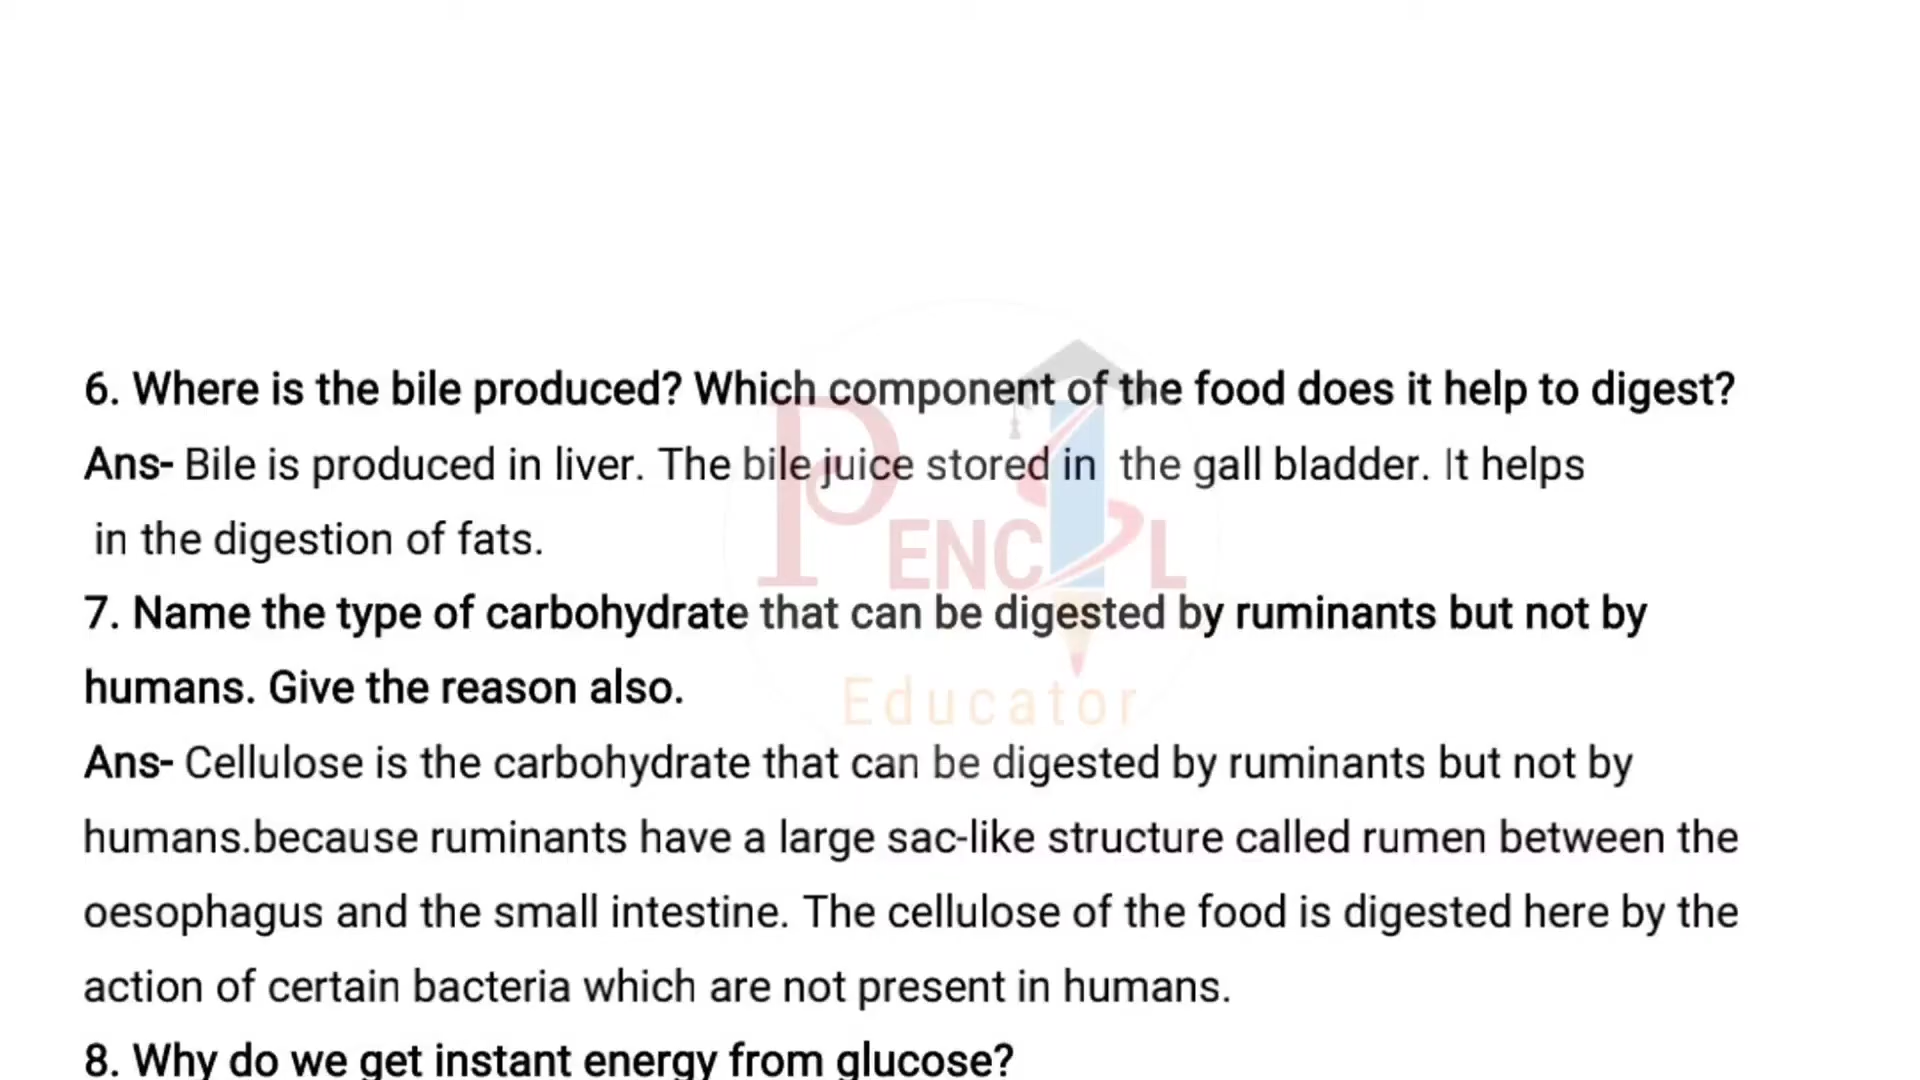 6. Where is the bile produced? Which component of the food does it help to digest?
Ans- Bile is produced in liver. The bile juice stored in  the gall bladder. It helps
in the digestion of fats.
PENCIL
7. Name the type of carbohydrate that can be digested by ruminants but not by
humans. Give the reason also.
Educator
Ans- Cellulose is the carbohydrate that can be digested by ruminants but not by
humans.because ruminants have a large sac-like structure called rumen between the
oesophagus and the small intestine. The cellulose of the food is digested here by the
action of certain bacteria which are not present in humans.
8. Why do we get instant energy from glucose?